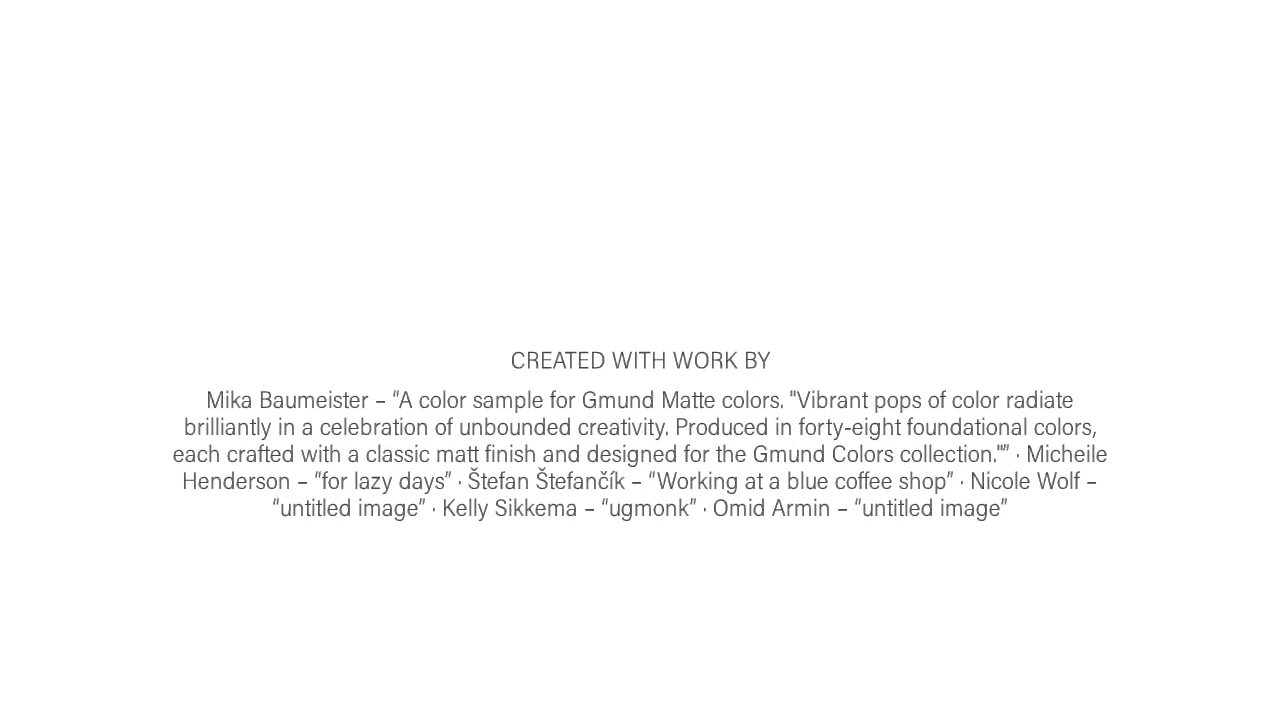 CREATED WITH WORK BY
Mika Baumeister – “A color sample for Gmund Matte colors. "Vibrant pops of color radiate
brilliantly in a celebration of unbounded creativity. Produced in forty-eight foundational colors,
each crafted with a classic matt finish and designed for the Gmund Colors collection."” · Micheile
Henderson – “for lazy days” · Štefan Štefančík – “Working at a blue coffee shop” · Nicole Wolf –
“untitled image” · Kelly Sikkema – “ugmonk” · Omid Armin – “untitled image”